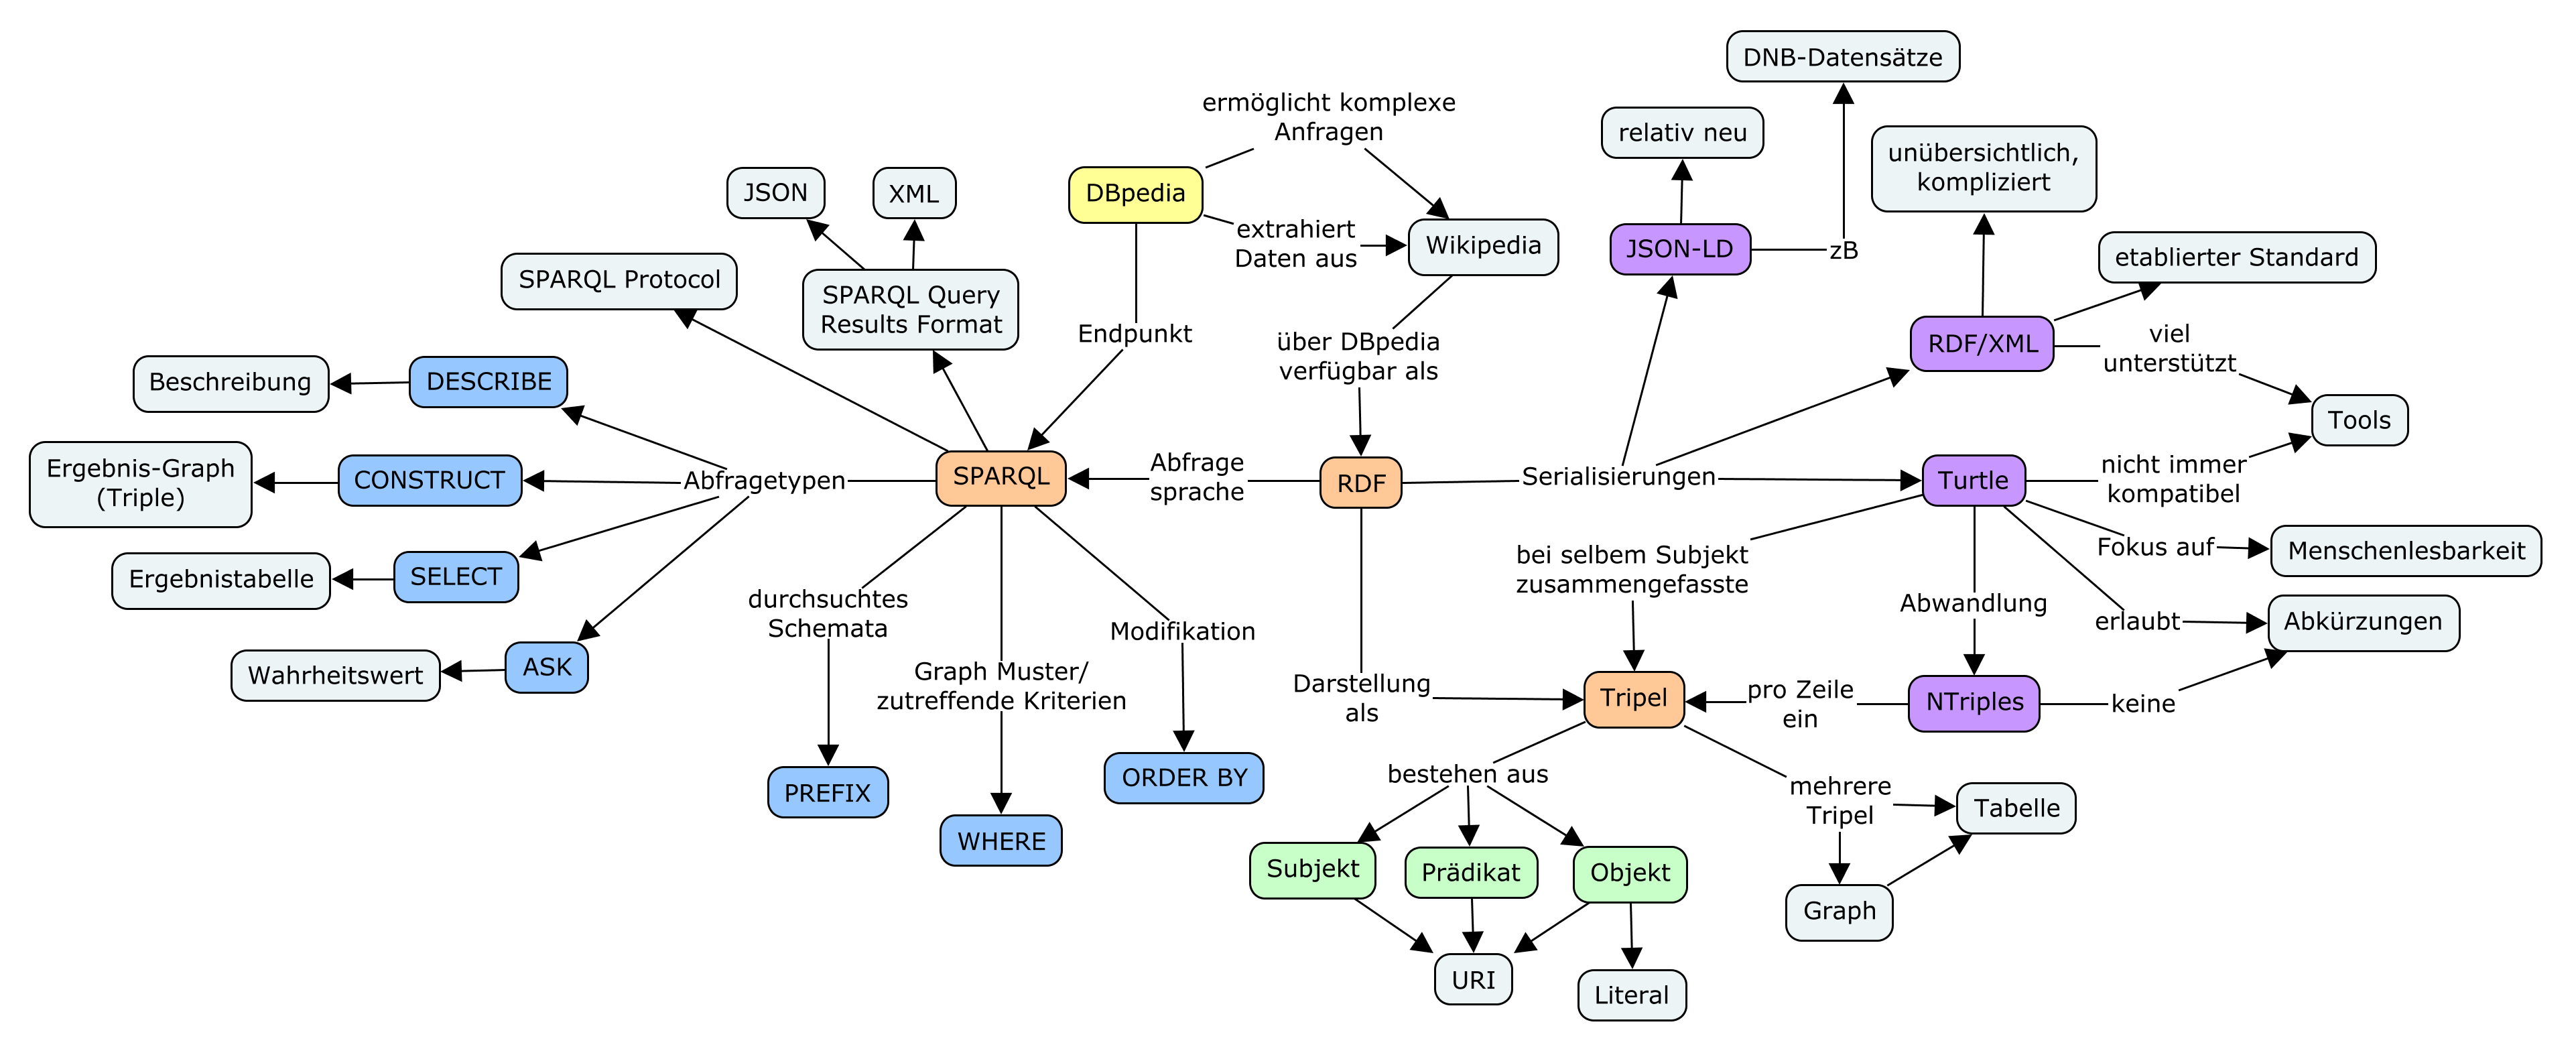 DNB-Datensätze
ermöglicht komplexe
Anfragen
relativ neu
unübersichtlich,
kompliziert
JSON
XML
DBpedia
extrahiert
Daten aus
Wikipedia
JSON-LD
zB
etablierter Standard
SPARQL Protocol
SPARQL Query
Results Format
Endpunkt
über DBpedia
verfügbar als
RDF/XML
viel
unterstützt
Beschreibung
DESCRIBE
Tools
Ergebnis-Graph
(Triple)
CONSTRUCT
Abfragetypen
SPARQL
Abfrage
sprache
RDF
Serialisierungen
Turtle
nicht immer
kompatibel
Ergebnistabelle
SELECT
bei selbem Subjekt
zusammengefasste
Fokus auf
Menschenlesbarkeit
durchsuchtes
Schemata
Modifikation
Abwandlung
erlaubt
Abkürzungen
Wahrheitswert
ASK
Graph Muster/
zutreffende Kriterien
Darstellung
als
Tripel
pro Zeile
ein
NTriples
keine
PREFIX
WHERE
ORDER BY
bestehen aus
mehrere
Tripel
Tabelle
Subjekt
Prädikat
Objekt
Graph
URI
Literal